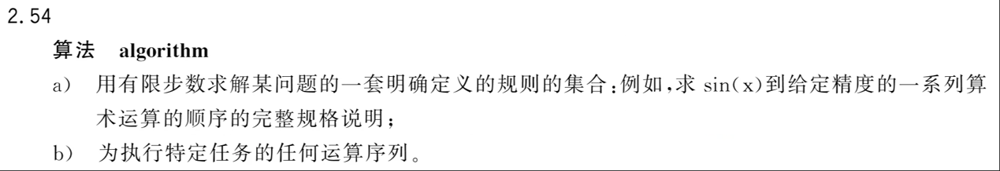 2.54
算法 algorithm
a) 用有限步数求解某问题的一套明确定义的规则的集合;例如,求 sin(x)到给定精度的一系列算
术运算的顺序的完整规格说明;
b) 为执行特定任务的任何运算序列。